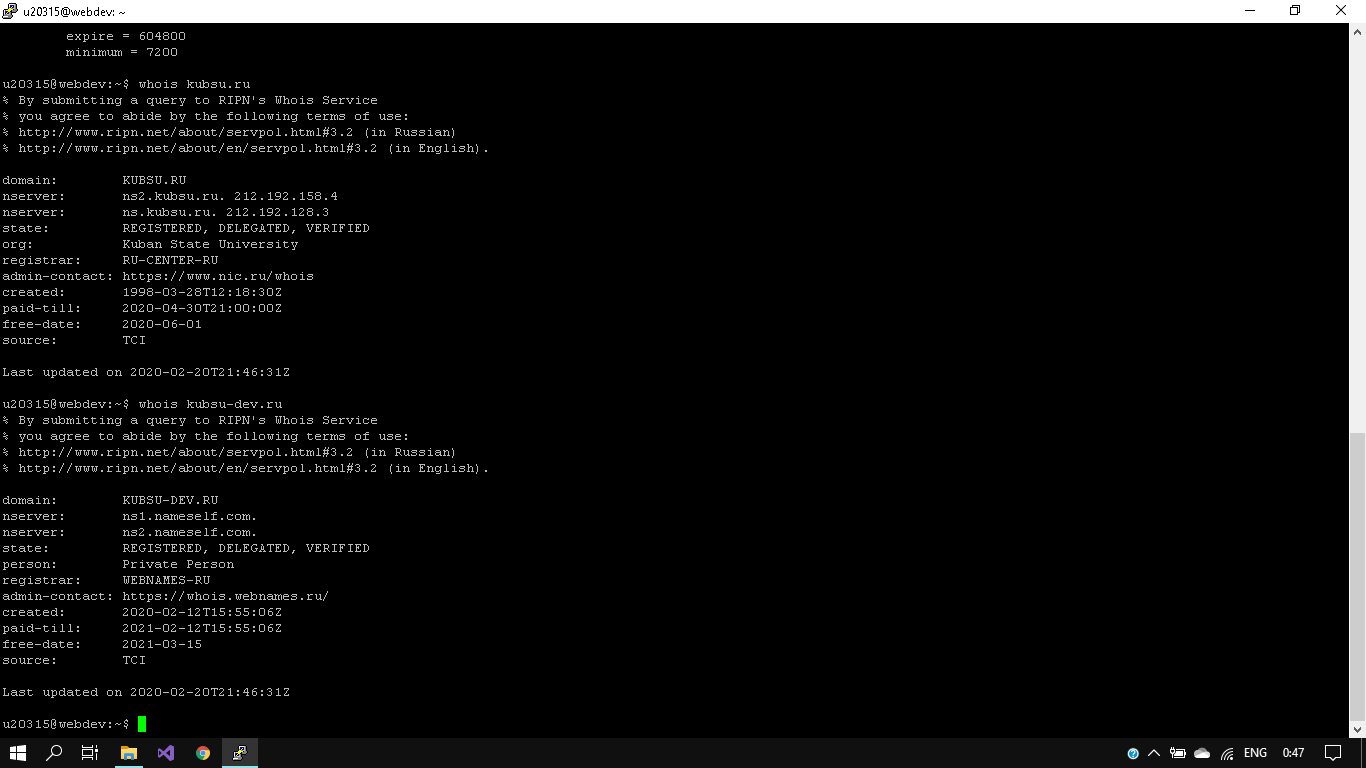 u20315@webdev: ~
expire = 604800
minimum = 7200
u20315@webdev:~$ whois kubsu.ru
% By submitting a query to RIPN's Whois Service
% you agree to abide by the following terms of use:
% http://www.ripn.net/about/servpol.html#3.2 (in Russian)
% http://www.ripn.net/about/en/servpol.html#3.2 (in English).
domain:        KUBSU.RU
nserver:       ns2.kubsu.ru. 212.192.158.4
nserver:       ns.kubsu.ru. 212.192.128.3
state:         REGISTERED, DELEGATED, VERIFIED
org:           Kuban State University
registrar:     RU-CENTER-RU
admin-contact: https://www.nic.ru/whois
created:       1998-03-28T12:18:30Z
paid-till:     2020-04-30T21:00:00Z
free-date:     2020-06-01
source:        TCI
Last updated on 2020-02-20T21:46:31Z
u20315@webdev:~$ whois kubsu-dev.ru
% By submitting a query to RIPN's Whois Service
% you agree to abide by the following terms of use:
% http://www.ripn.net/about/servpol.html#3.2 (in Russian)
% http://www.ripn.net/about/en/servpol.html#3.2 (in English).
domain:        KUBSU-DEV.RU
nserver:       ns1.nameself.com.
nserver:       ns2.nameself.com.
state:         REGISTERED, DELEGATED, VERIFIED
person:        Private Person
registrar:     WEBNAMES-RU
admin-contact: https://whois.webnames.ru/
created:       2020-02-12T15:55:06Z
paid-till:     2021-02-12T15:55:06Z
free-date:     2021-03-15
source:        TCI
Last updated on 2020-02-20T21:46:31Z
u20315@webdev:~$
ENG 0:47